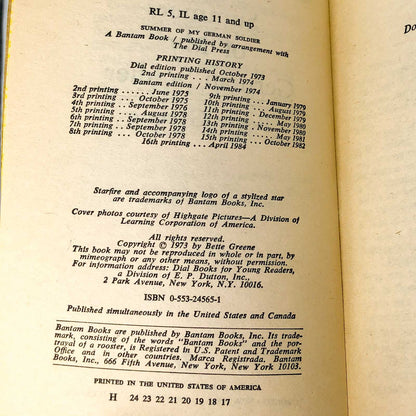 RL 5, IL age 11 and up
SUMMER OF MY GERMAN SOLDIER
A Bantam Book / published by arrangement with
The Dial Press
PRINTING HISTORY
Dial edition published October 1973
2nd printing . . . March 1974
Bantam edition / November 1974
2nd printing . . . . . June 1975
3rd printing . . . October 1975
4th printing . . September 1976
5th printing . . . . August 1978
6th printing . . September 1978
7th printing . . September 1978
8th printing . . . October 1978
9th printing . . . January 1979
10th printing . . . . August 1979
11th printing . . December 1979
12th printing . . . . . May 1980
13th printing . . November 1980
14th printing . . . . . May 1981
15th printing . . . October 1982
16th printing . . . . April 1984
Starfire and accompanying logo of a stylized star
are trademarks of Bantam Books, Inc.
Cover photos courtesy of Highgate Pictures—A Division of
Learning Corporation of America.
All rights reserved.
Copyright © 1973 by Bette Greene
This book may not be reproduced in whole or in part, by
mimeograph or any other means, without permission.
For information address: Dial Books for Young Readers,
a Division of E. P. Dutton, Inc.,
2 Park Avenue, New York, N.Y. 10016.
ISBN 0-553-24565-1
Published simultaneously in the United States and Canada
Bantam Books are published by Bantam Books, Inc. Its trade-
mark, consisting of the words "Bantam Books" and the por-
trayal of a rooster, is Registered in U.S. Patent and Trademark
Office and in other countries. Marca Registrada. Bantam
Books, Inc., 666 Fifth Avenue, New York, New York 10103.
PRINTED IN THE UNITED STATES OF AMERICA
H 24 23 22 21 20 19 18 17
Do